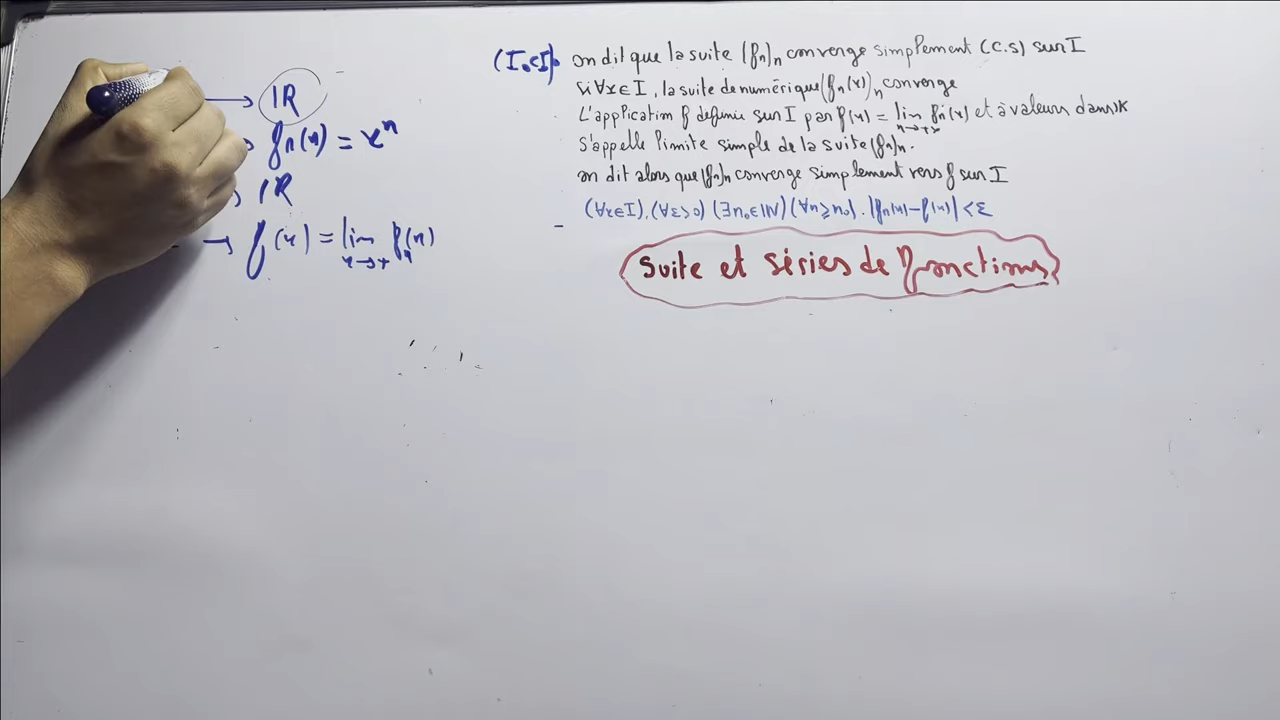 → IR
fn(x) = x^n
→ IR
→ f(x) = lim fn(x)
(I⊂I). on dit que la suite (fn)n converge simplement (C.S) sur I
si ∀x∈I, la suite de numérique (fn(x))n converge
L'application f definie sur I par f(x) = lim fn(x) et à valeurs dans IK
n→+∞
S'appelle limite simple de la suite (fn)n.
on dit alors que (fn)n converge simplement vers f sur I
(∀x∈I), (∀ε>0) (∃n₀∈IN) (∀n≥n₀). |fn(x)-f(x)| < ε
Suite et séries de fonctions